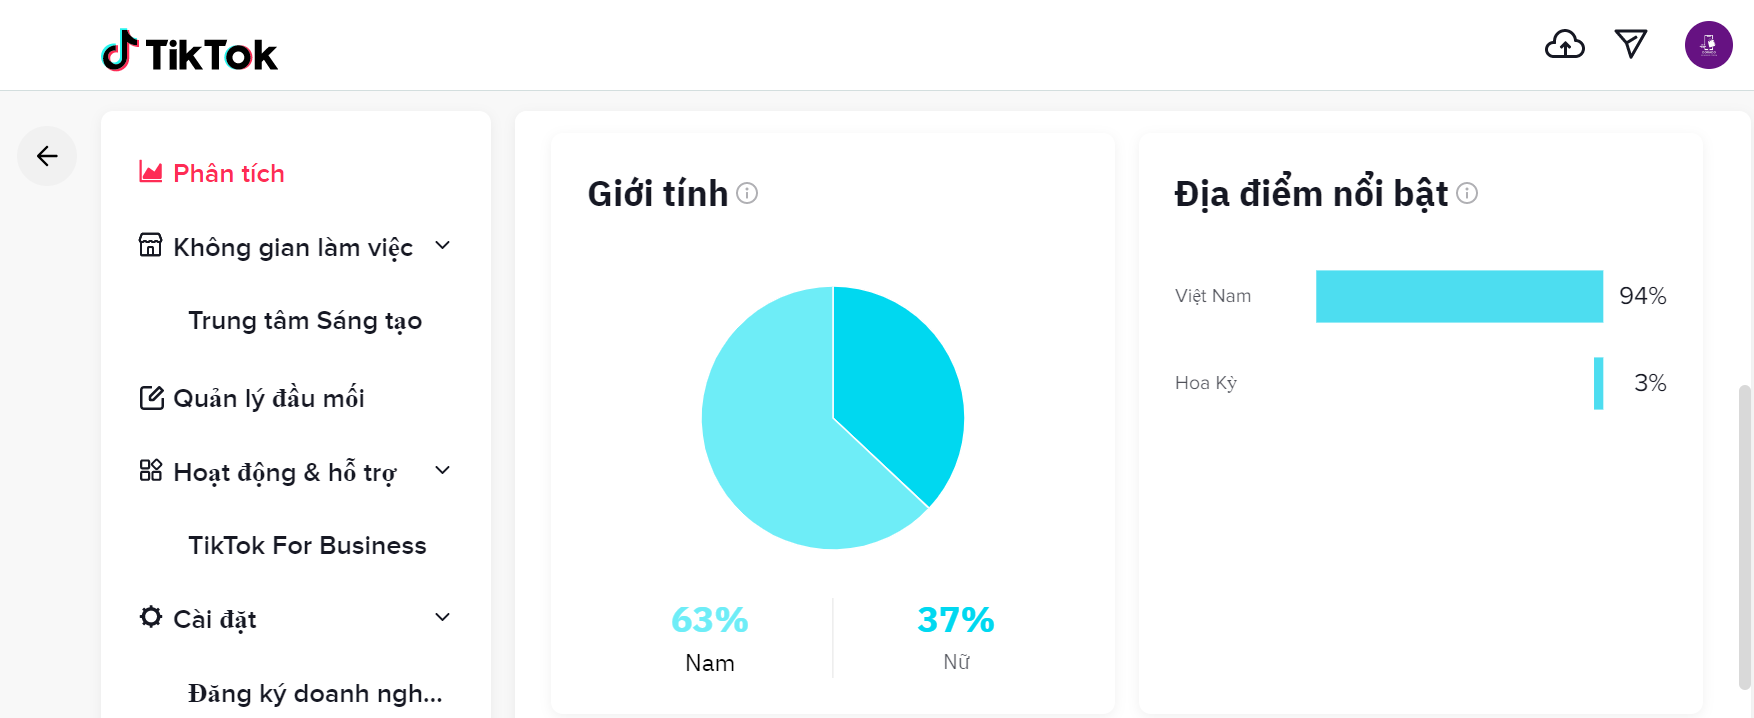 TikTok
Phân tích
Không gian làm việc
Trung tâm Sáng tạo
Quản lý đầu mối
Hoạt động & hỗ trợ
TikTok For Business
Cài đặt
Đăng ký doanh ngh...
Giới tính
63%
Nam
37%
Nữ
Địa điểm nổi bật
Việt Nam 94%
Hoa Kỳ 3%